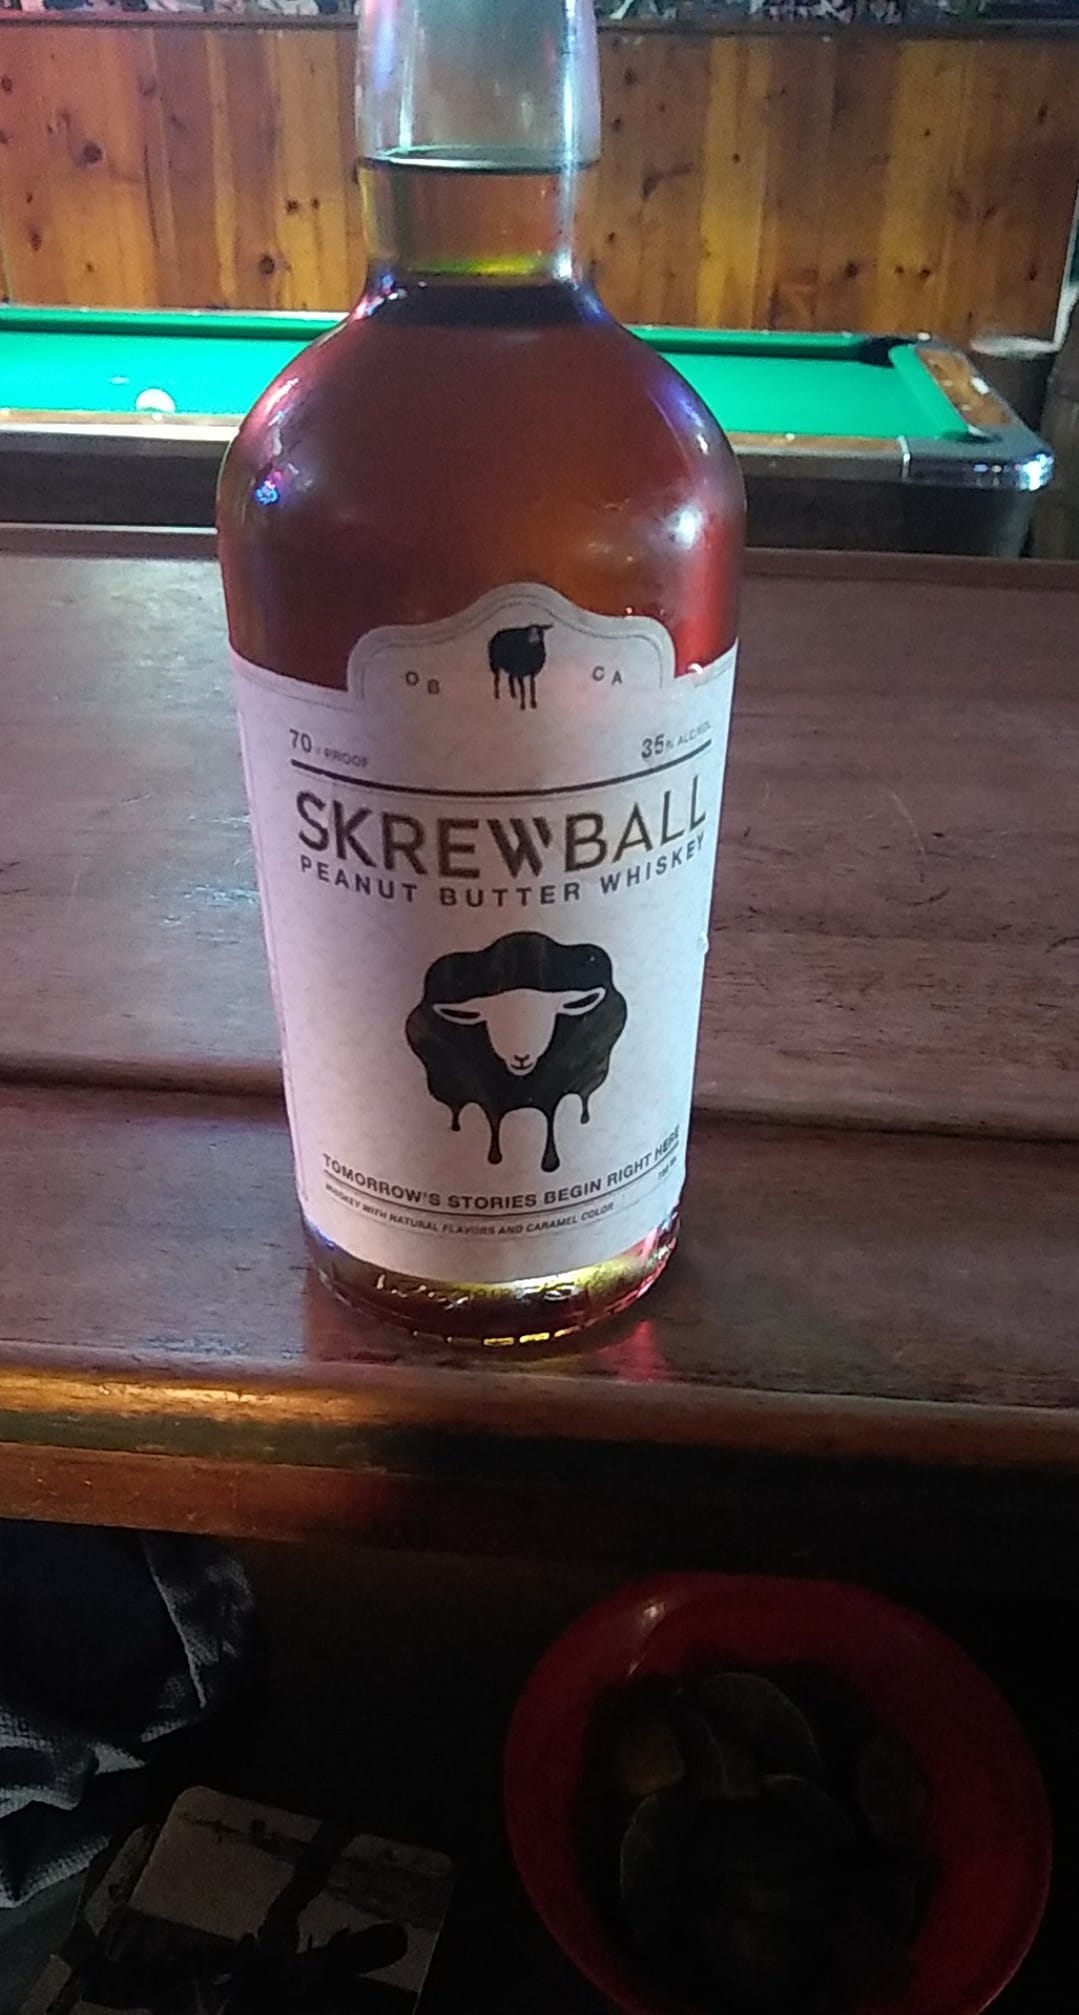 OB CA
70 PROOF 35% ALCOHOL
SKREWBALL
PEANUT BUTTER WHISKEY
TOMORROW'S STORIES BEGIN RIGHT HERE
WHISKEY WITH NATURAL FLAVORS AND CARAMEL COLOR